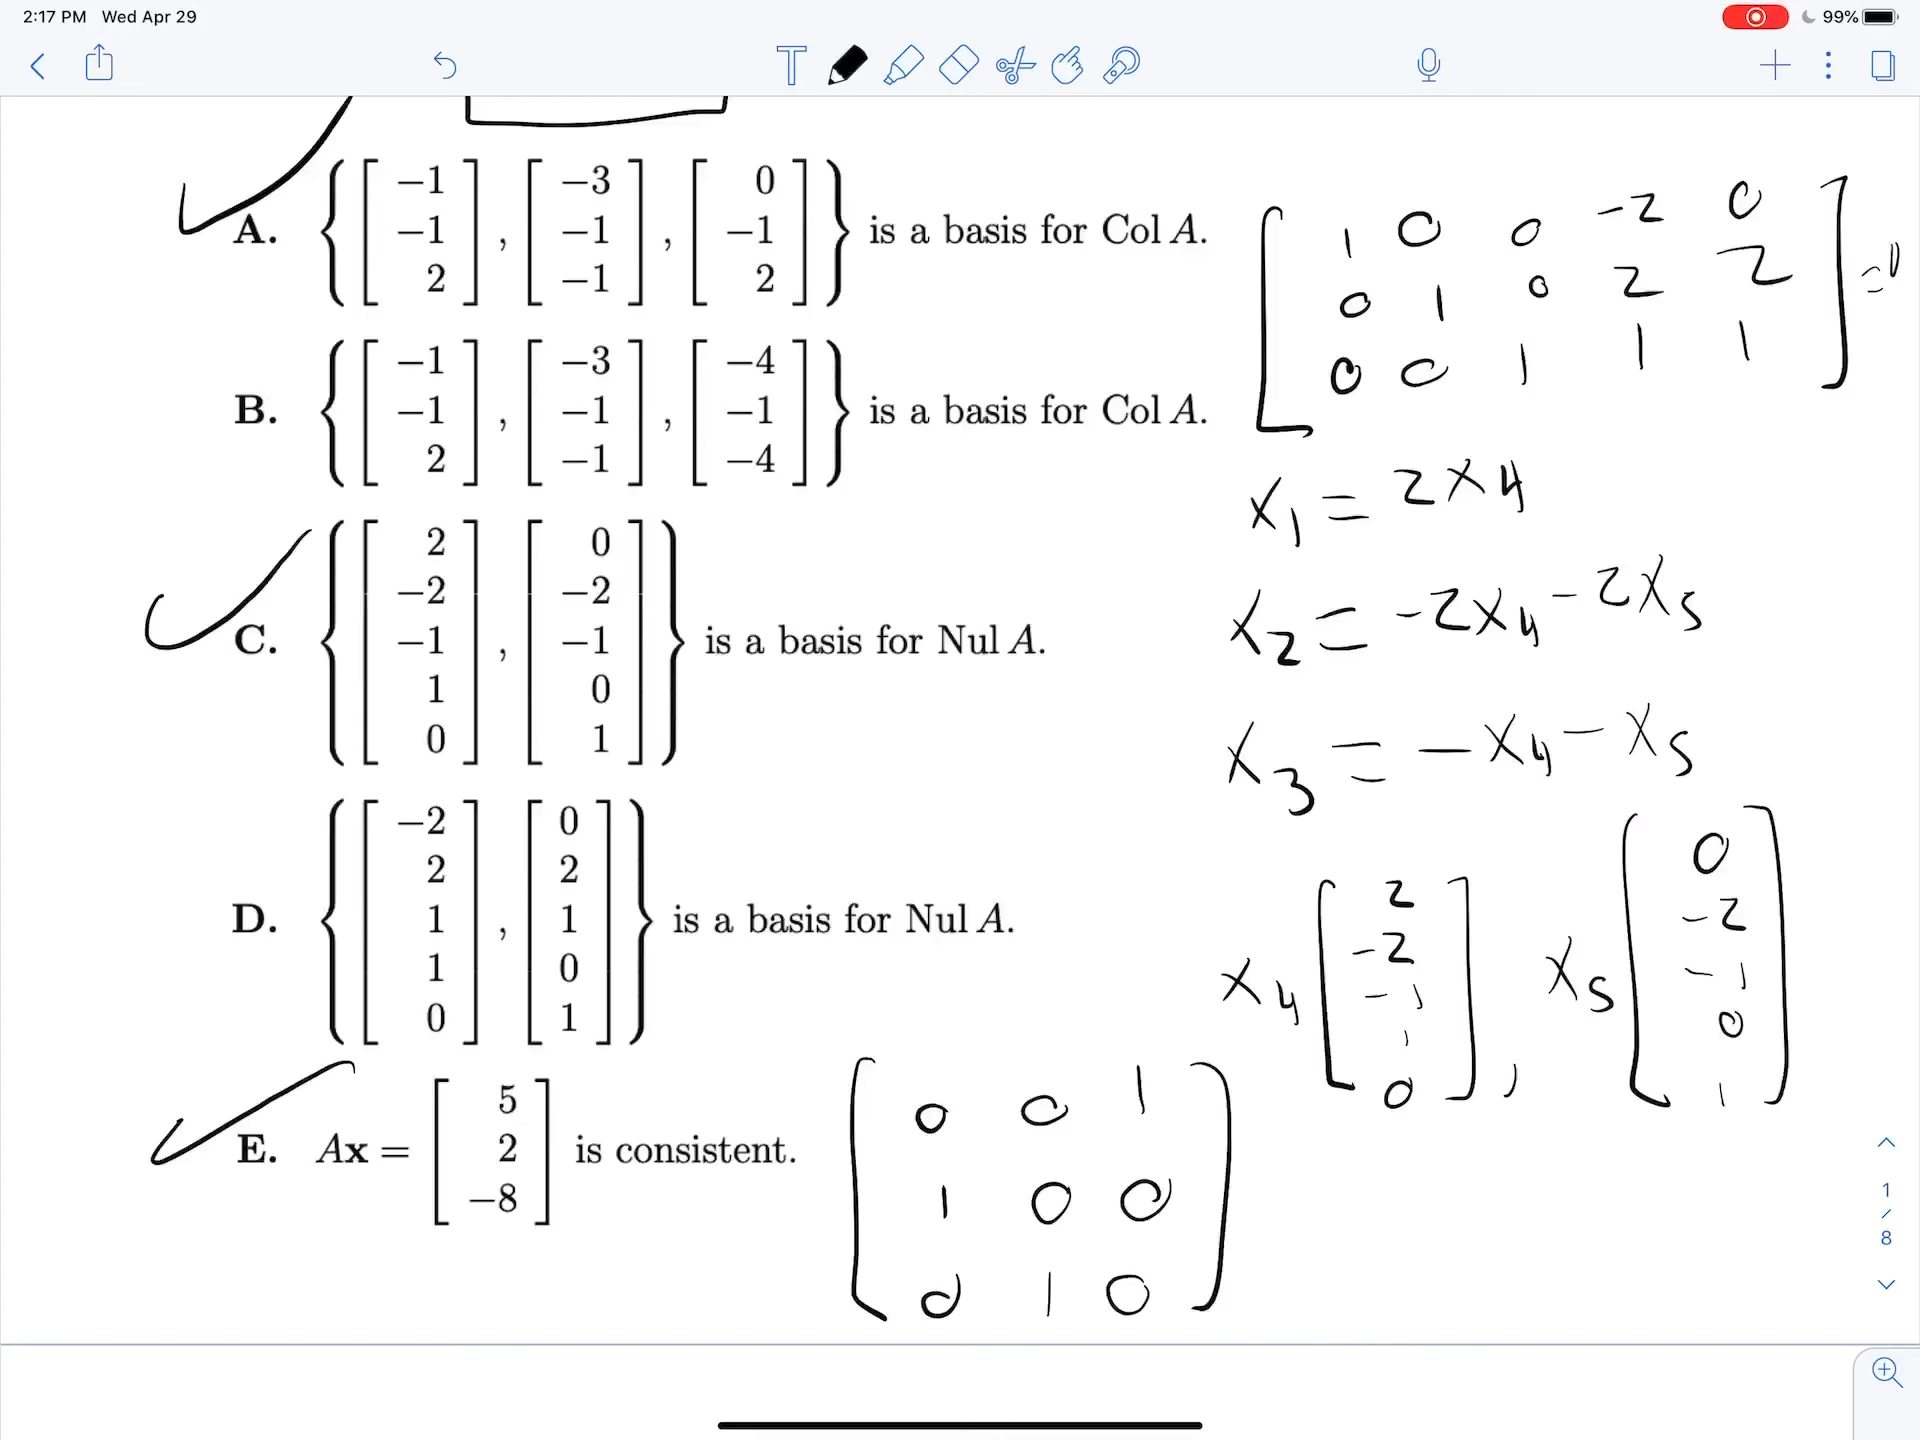 2:17 PM Wed Apr 29
99%
A. { [ −1 −1 2 ], [ −3 −1 −1 ], [ 0 −1 2 ] } is a basis for Col A.
B. { [ −1 −1 2 ], [ −3 −1 −1 ], [ −4 −1 −4 ] } is a basis for Col A.
C. { [ 2 −2 −1 1 0 ], [ 0 −2 −1 0 1 ] } is a basis for Nul A.
D. { [ −2 2 1 1 0 ], [ 0 2 1 0 1 ] } is a basis for Nul A.
E. Ax = [ 5 2 −8 ] is consistent.
1 0 0 -2 0
0 1 0 2 2 =0
0 0 1 1 1
x1 = 2x4
x2 = -2x4 - 2x5
x3 = -x4 - x5
x4 [ 2 -2 -1 1 0 ], x5 [ 0 -2 -1 0 1 ]
0 0 1
1 0 0
0 1 0
1
/
8